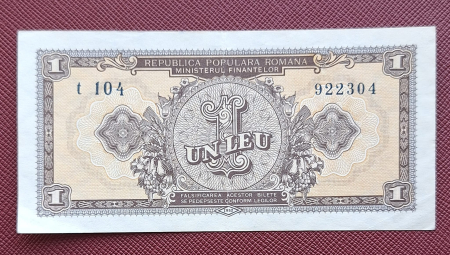 1 REPUBLICA POPULARA ROMANA 1
MINISTERUL FINANTELOR
t 104 922304
1
UN LEU
1 FALSIFICAREA ACESTOR BILETE 1
SE PEDEPSESTE CONFORM LEGILOR